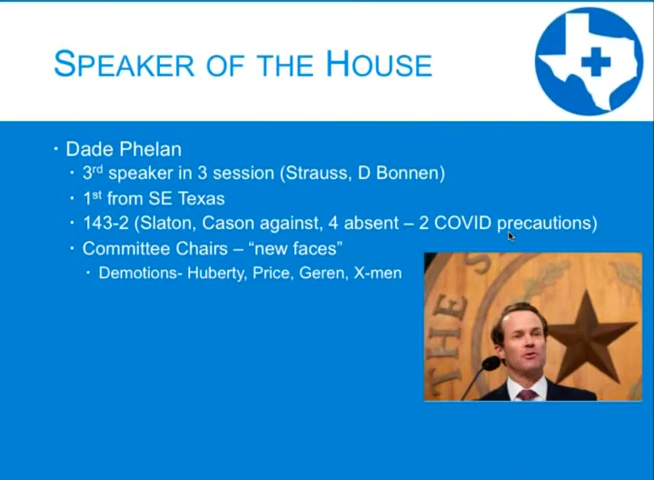 SPEAKER OF THE HOUSE
· Dade Phelan
· 3rd speaker in 3 session (Strauss, D Bonnen)
· 1st from SE Texas
· 143-2 (Slaton, Cason against, 4 absent – 2 COVID precautions)
· Committee Chairs – “new faces”
· Demotions- Huberty, Price, Geren, X-men
THE S